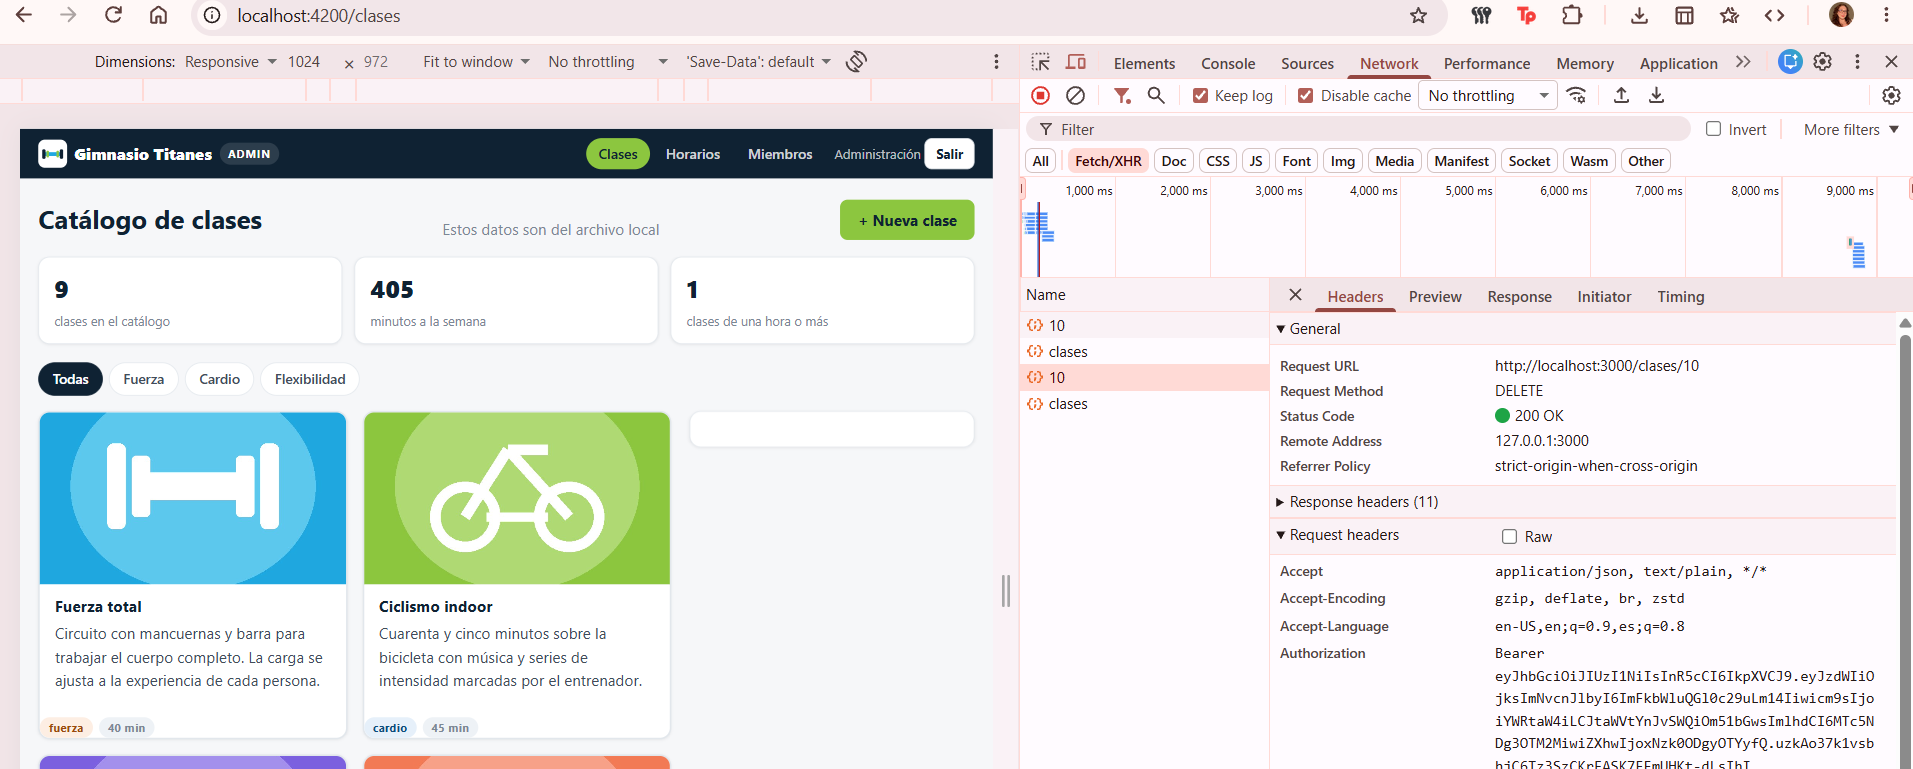 localhost:4200/clases
Dimensions: Responsive 1024 × 972 Fit to window No throttling 'Save-Data': default
Elements Console Sources Network Performance Memory Application
Keep log Disable cache No throttling
Filter Invert More filters
All Fetch/XHR Doc CSS JS Font Img Media Manifest Socket Wasm Other
1,000 ms 2,000 ms 3,000 ms 4,000 ms 5,000 ms 6,000 ms 7,000 ms 8,000 ms 9,000 ms
Gimnasio Titanes ADMIN Clases Horarios Miembros Administración Salir
Catálogo de clases Estos datos son del archivo local + Nueva clase
9 405 1
clases en el catálogo minutos a la semana clases de una hora o más
Todas Fuerza Cardio Flexibilidad
Fuerza total
Circuito con mancuernas y barra para
trabajar el cuerpo completo. La carga se
ajusta a la experiencia de cada persona.
fuerza 40 min
Ciclismo indoor
Cuarenta y cinco minutos sobre la
bicicleta con música y series de
intensidad marcadas por el entrenador.
cardio 45 min
Name
10
clases
10
clases
Headers Preview Response Initiator Timing
General
Request URL http://localhost:3000/clases/10
Request Method DELETE
Status Code 200 OK
Remote Address 127.0.0.1:3000
Referrer Policy strict-origin-when-cross-origin
Response headers (11)
Request headers Raw
Accept application/json, text/plain, */*
Accept-Encoding gzip, deflate, br, zstd
Accept-Language en-US,en;q=0.9,es;q=0.8
Authorization Bearer